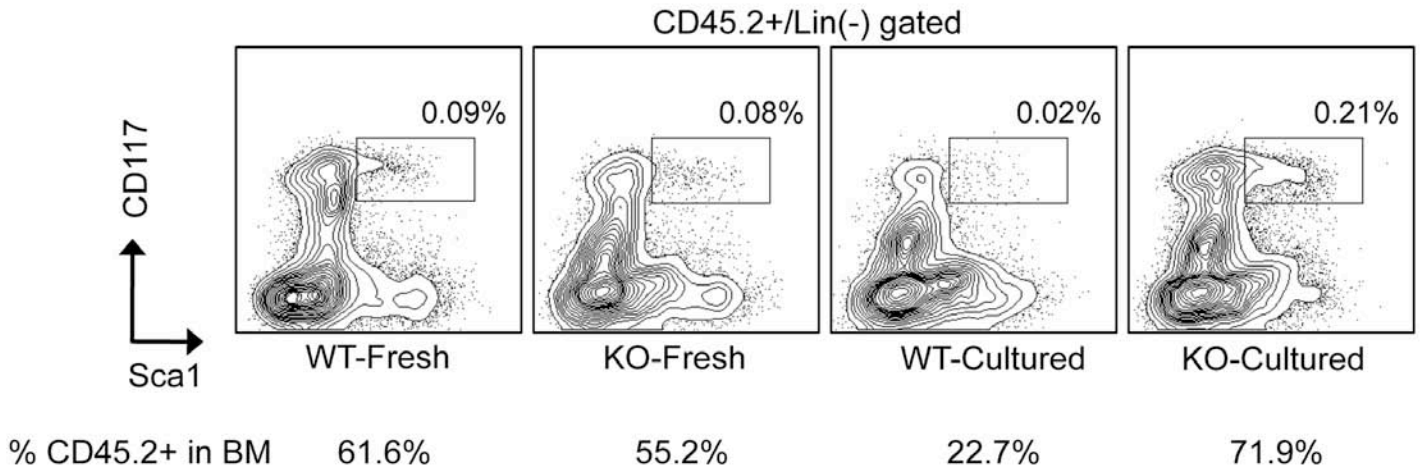 CD45.2+/Lin(-) gated
0.09%
0.08%
0.02%
0.21%
CD117
Sca1
WT-Fresh
KO-Fresh
WT-Cultured
KO-Cultured
% CD45.2+ in BM 61.6% 55.2% 22.7% 71.9%